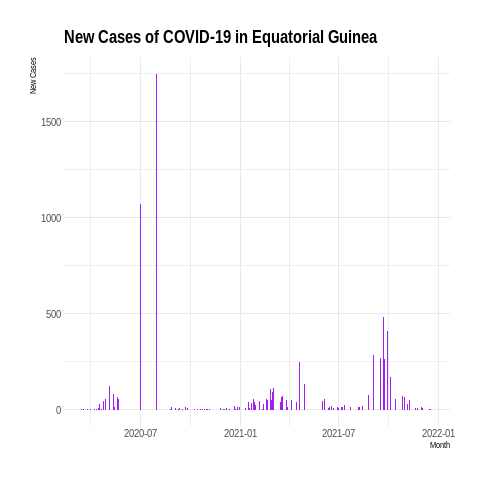 New Cases of COVID-19 in Equatorial Guinea
New Cases
1500
1000
500
0
2020-07 2021-01 2021-07 2022-01
Month